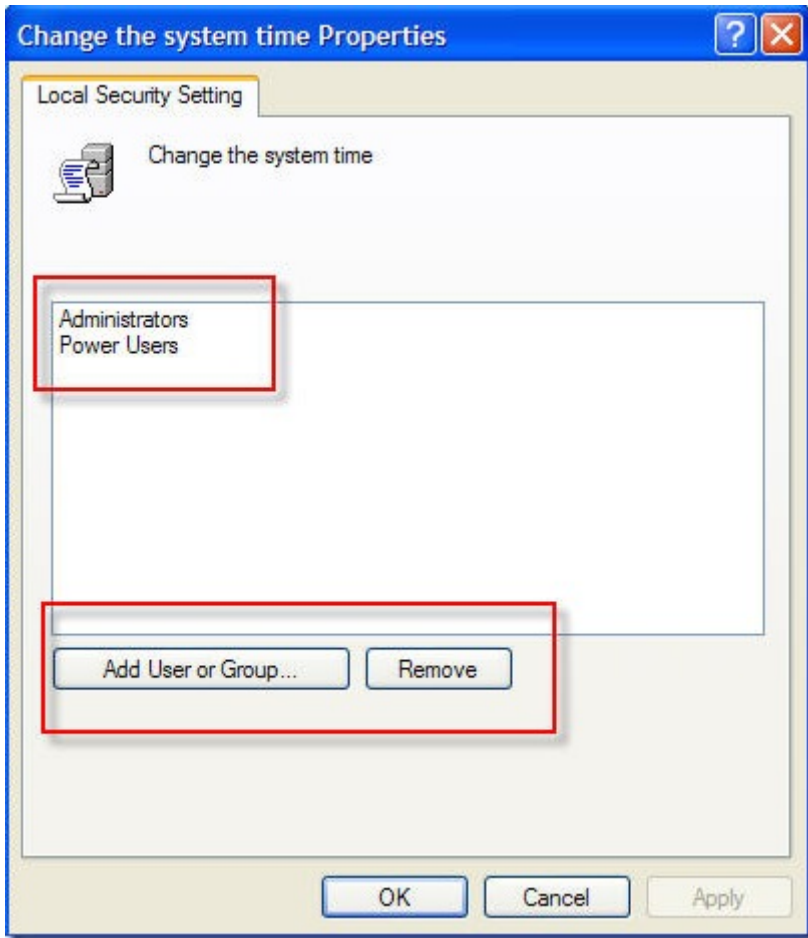 Change the system time Properties
Local Security Setting
Change the system time
Administrators
Power Users
Add User or Group... Remove
OK Cancel Apply